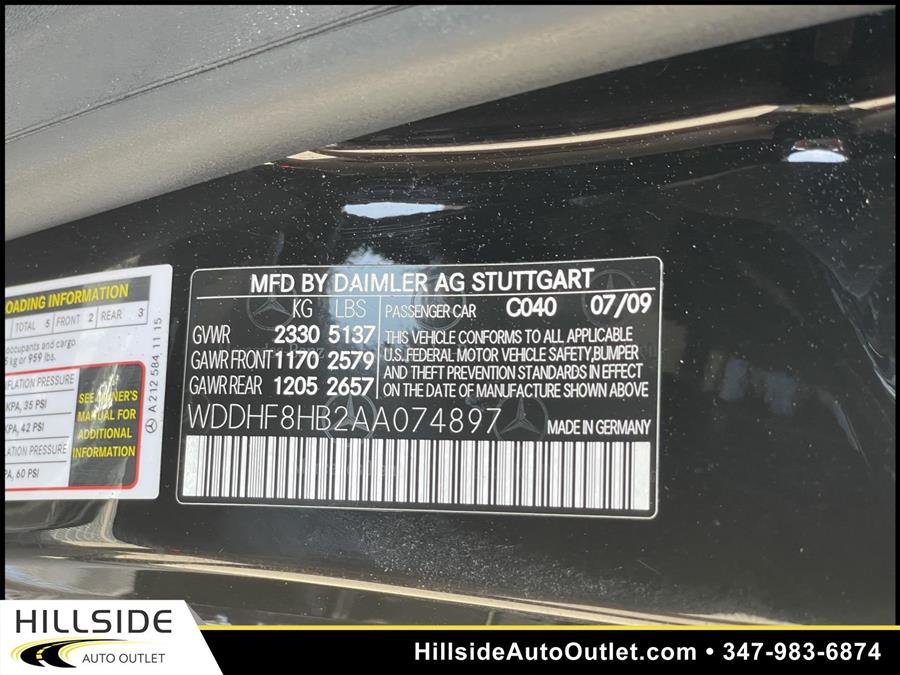 MFD BY DAIMLER AG STUTTGART
KG LBS PASSENGER CAR C040 07/09
GVWR 2330 5137
GAWR FRONT 1170 2579
GAWR REAR 1205 2657
THIS VEHICLE CONFORMS TO ALL APPLICABLE
U.S. FEDERAL MOTOR VEHICLE SAFETY, BUMPER
AND THEFT PREVENTION STANDARDS IN EFFECT
ON THE DATE OF MANUFACTURE SHOWN ABOVE
WDDHF8HB2AA074897 MADE IN GERMANY
LOADING INFORMATION
TOTAL 5 FRONT 2 REAR 3
occupants and cargo
kg or 959 lbs.
INFLATION PRESSURE
KPA, 35 PSI
KPA, 42 PSI
PA, 60 PSI
SEE OWNER'S
MANUAL FOR
ADDITIONAL
INFORMATION
A 212 584 11 15
HILLSIDE
AUTO OUTLET
HillsideAutoOutlet.com • 347-983-6874